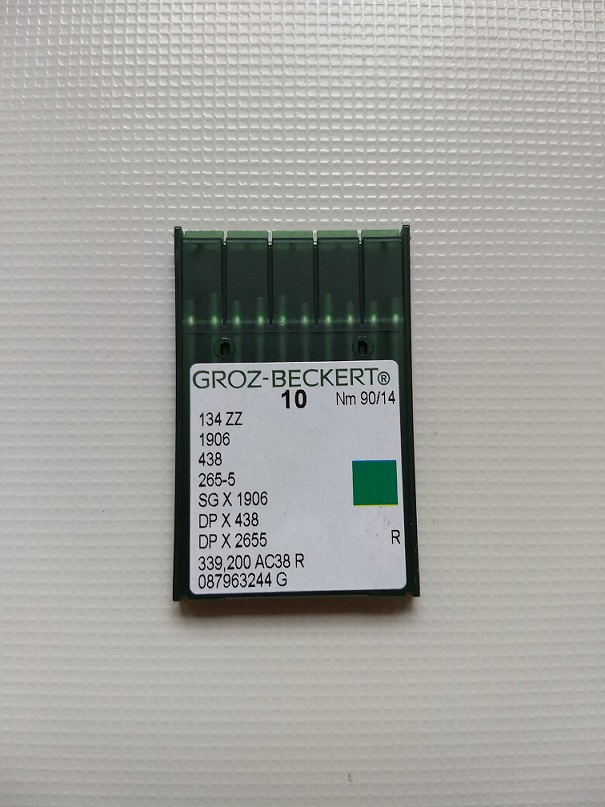 GROZ-BECKERT®
10 Nm 90/14
134 ZZ
1906
438
265-5
SG X 1906
DP X 438
DP X 2655
R
339,200 AC38 R
087963244 G